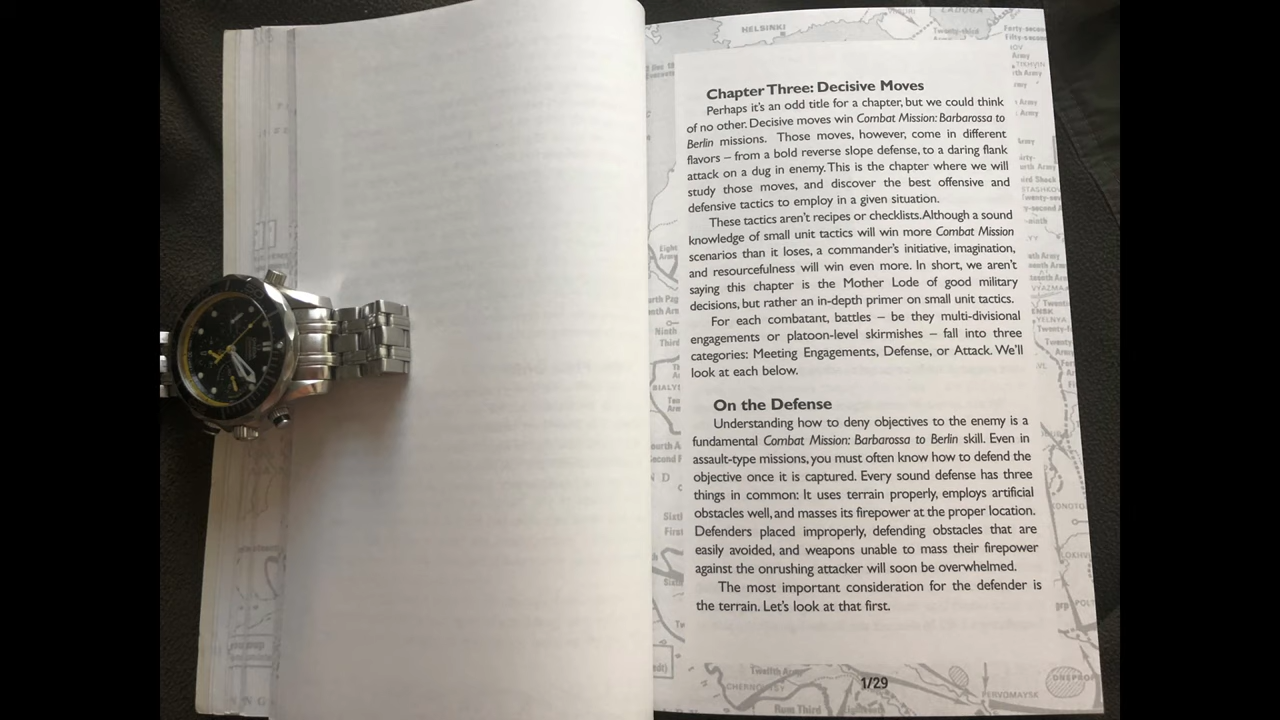 HELSINKI
LADOGA
Chapter Three: Decisive Moves
Perhaps it's an odd title for a chapter, but we could think
of no other. Decisive moves win Combat Mission: Barbarossa to
Berlin missions. Those moves, however, come in different
flavors – from a bold reverse slope defense, to a daring flank
attack on a dug in enemy. This is the chapter where we will
study those moves, and discover the best offensive and
defensive tactics to employ in a given situation.
These tactics aren't recipes or checklists. Although a sound
knowledge of small unit tactics will win more Combat Mission
scenarios than it loses, a commander's initiative, imagination,
and resourcefulness will win even more. In short, we aren't
saying this chapter is the Mother Lode of good military
decisions, but rather an in-depth primer on small unit tactics.
For each combatant, battles – be they multi-divisional
engagements or platoon-level skirmishes – fall into three
categories: Meeting Engagements, Defense, or Attack. We'll
look at each below.
On the Defense
Understanding how to deny objectives to the enemy is a
fundamental Combat Mission: Barbarossa to Berlin skill. Even in
assault-type missions, you must often know how to defend the
objective once it is captured. Every sound defense has three
things in common: It uses terrain properly, employs artificial
obstacles well, and masses its firepower at the proper location.
Defenders placed improperly, defending obstacles that are
easily avoided, and weapons unable to mass their firepower
against the onrushing attacker will soon be overwhelmed.
The most important consideration for the defender is
the terrain. Let's look at that first.
Twelfth Army
PERVOMAYSK
1/29